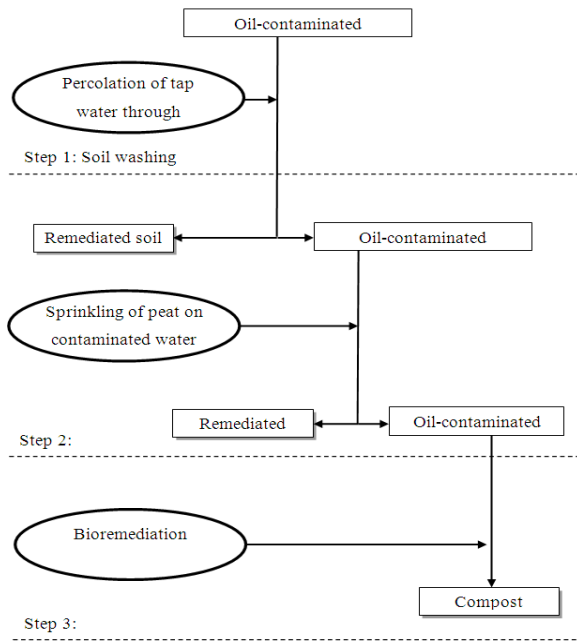 Oil-contaminated
Percolation of tap
water through
Step 1: Soil washing
Remediated soil
Oil-contaminated
Sprinkling of peat on
contaminated water
Remediated
Oil-contaminated
Step 2:
Bioremediation
Compost
Step 3: